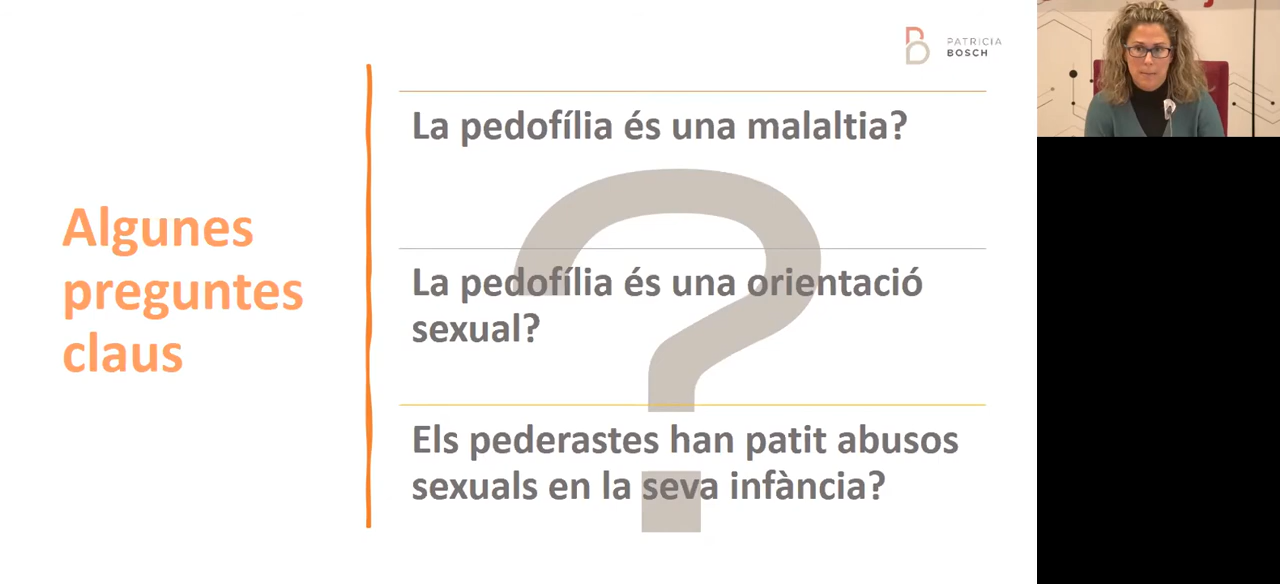 PATRICIA
BOSCH
Algunes
preguntes
claus
La pedofília és una malaltia?
La pedofília és una orientació
sexual?
Els pederastes han patit abusos
sexuals en la seva infància?